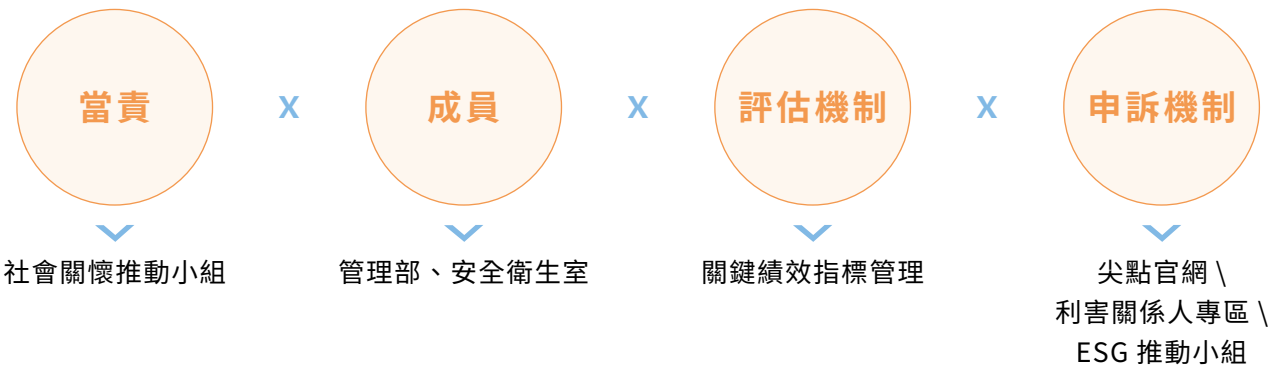 當責 X 成員 X 評估機制 X 申訴機制
社會關懷推動小組
管理部、安全衛生室
關鍵績效指標管理
尖點官網 \
利害關係人專區 \
ESG 推動小組